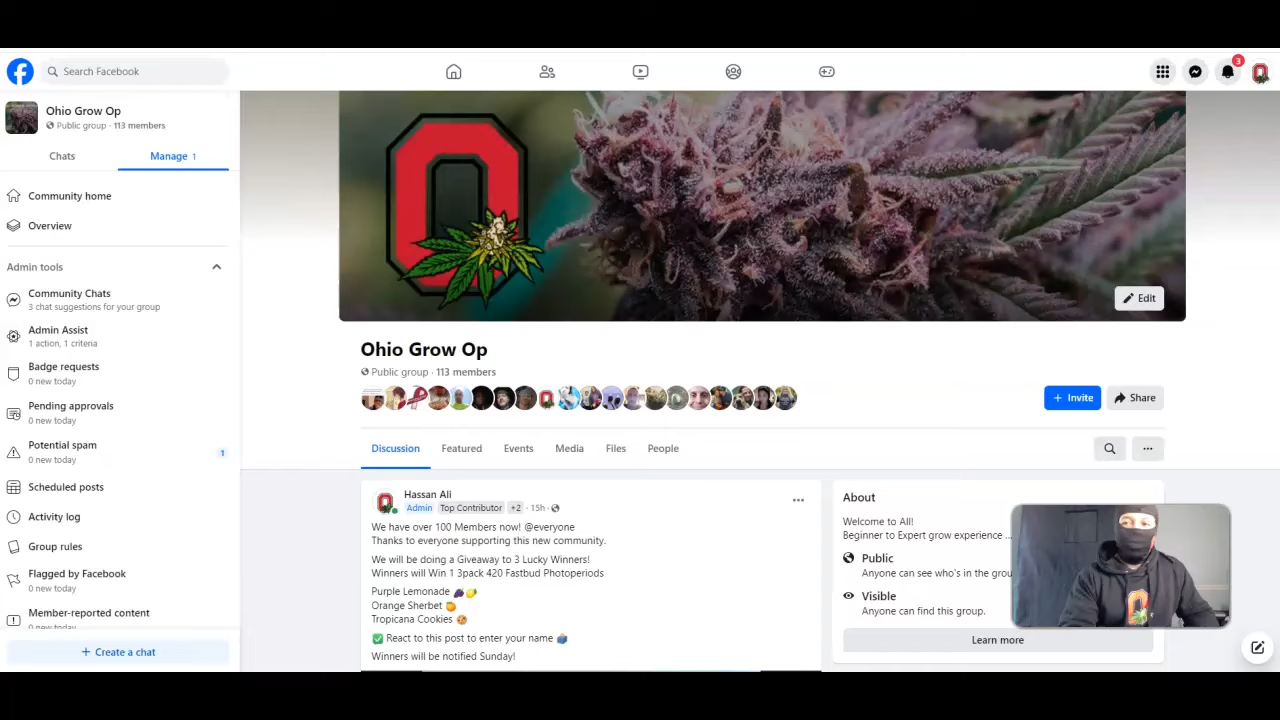 Search Facebook
3
Ohio Grow Op
Public group · 113 members
Chats
Manage 1
Community home
Overview
Admin tools
Community Chats
3 chat suggestions for your group
Admin Assist
1 action, 1 criteria
Badge requests
0 new today
Pending approvals
0 new today
Potential spam
0 new today
1
Scheduled posts
Activity log
Group rules
Flagged by Facebook
0 new today
Member-reported content
0 new today
+ Create a chat
Edit
Ohio Grow Op
Public group · 113 members
+ Invite
Share
Discussion
Featured
Events
Media
Files
People
Hassan Ali
Admin Top Contributor +2 · 15h ·
We have over 100 Members now! @everyone
Thanks to everyone supporting this new community.
We will be doing a Giveaway to 3 Lucky Winners!
Winners will Win 1 3pack 420 Fastbud Photoperiods
Purple Lemonade 🍇🍋
Orange Sherbet 🍊
Tropicana Cookies 🍪
✅ React to this post to enter your name 🗳️
Winners will be notified Sunday!
About
Welcome to All!
Beginner to Expert grow experience ...
Public
Anyone can see who's in the grou
Visible
Anyone can find this group.
Learn more